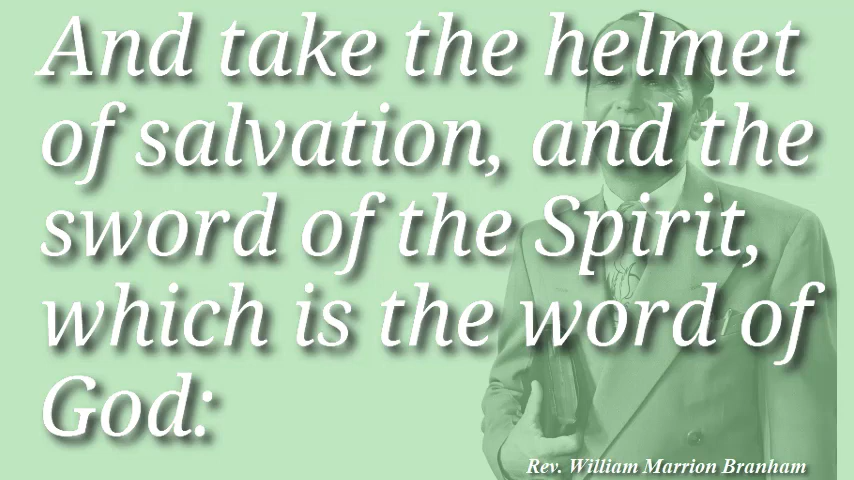 And take the helmet
of salvation, and the
sword of the Spirit,
which is the word of
God:
Rev. William Marrion Branham